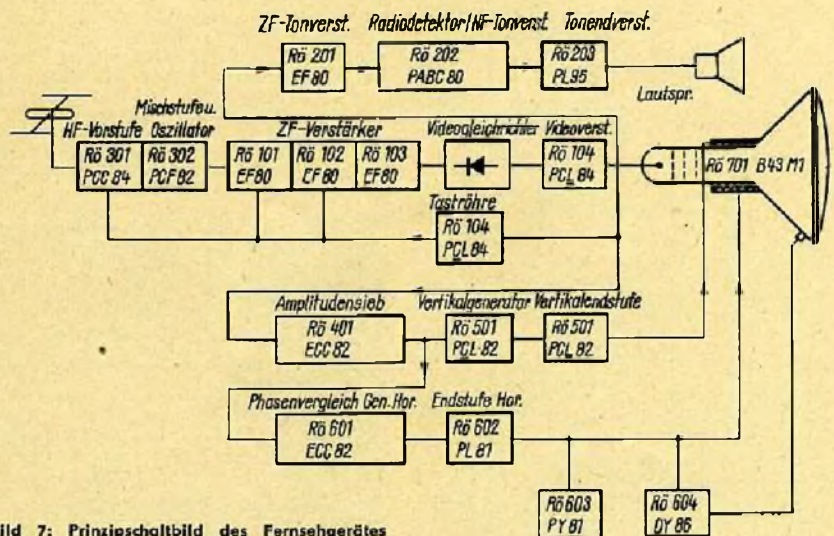 ZF-Tonverst. Radiodetektor/NF-Tonverst. Tonendverst.
Rö 201
EF 80
Rö 202
PABC 80
Rö 203
PL 95
Lautspr.
Mischstufe u.
HF-Vorstufe Oszillator
ZF-Verstärker
Videogleichrichter
Videoverst.
Rö 301
PCC 84
Rö 302
PCF 82
Rö 101
EF 80
Rö 102
EF 80
Rö 103
EF 80
Rö 104
PCL 84
Rö 701 B43 M1
Taströhre
Rö 104
PCL 84
Amplitudensieb
Vertikalgenerator
Vertikalendstufe
Rö 401
ECC 82
Rö 501
PCL 82
Rö 501
PCL 82
Phasenvergleich Gen. Hor.
Endstufe Hor.
Rö 601
ECC 82
Rö 602
PL 81
Rö 603
PY 81
Rö 604
DY 86
ild 7: Prinzipschaltbild des Fernsehgerätes